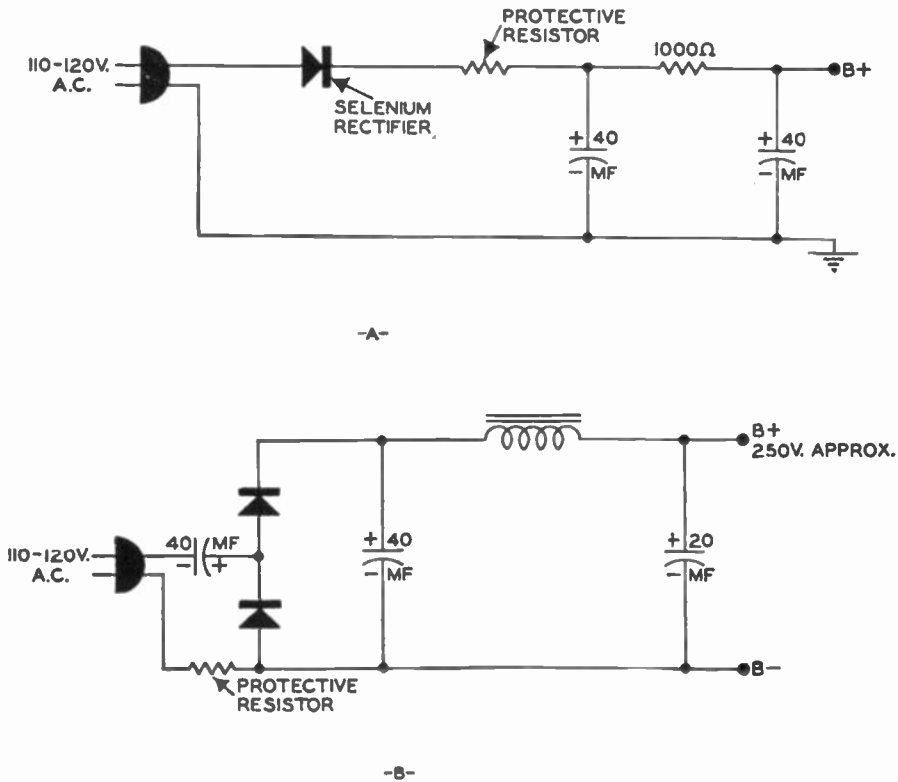 PROTECTIVE
RESISTOR
1000Ω
110-120V.
A.C.
B+
SELENIUM
RECTIFIER
+ 40
- MF
+ 40
- MF
-A-
B+
250V. APPROX.
40 MF
- +
110-120V.
A.C.
+ 40
- MF
+ 20
- MF
B-
PROTECTIVE
RESISTOR
-B-